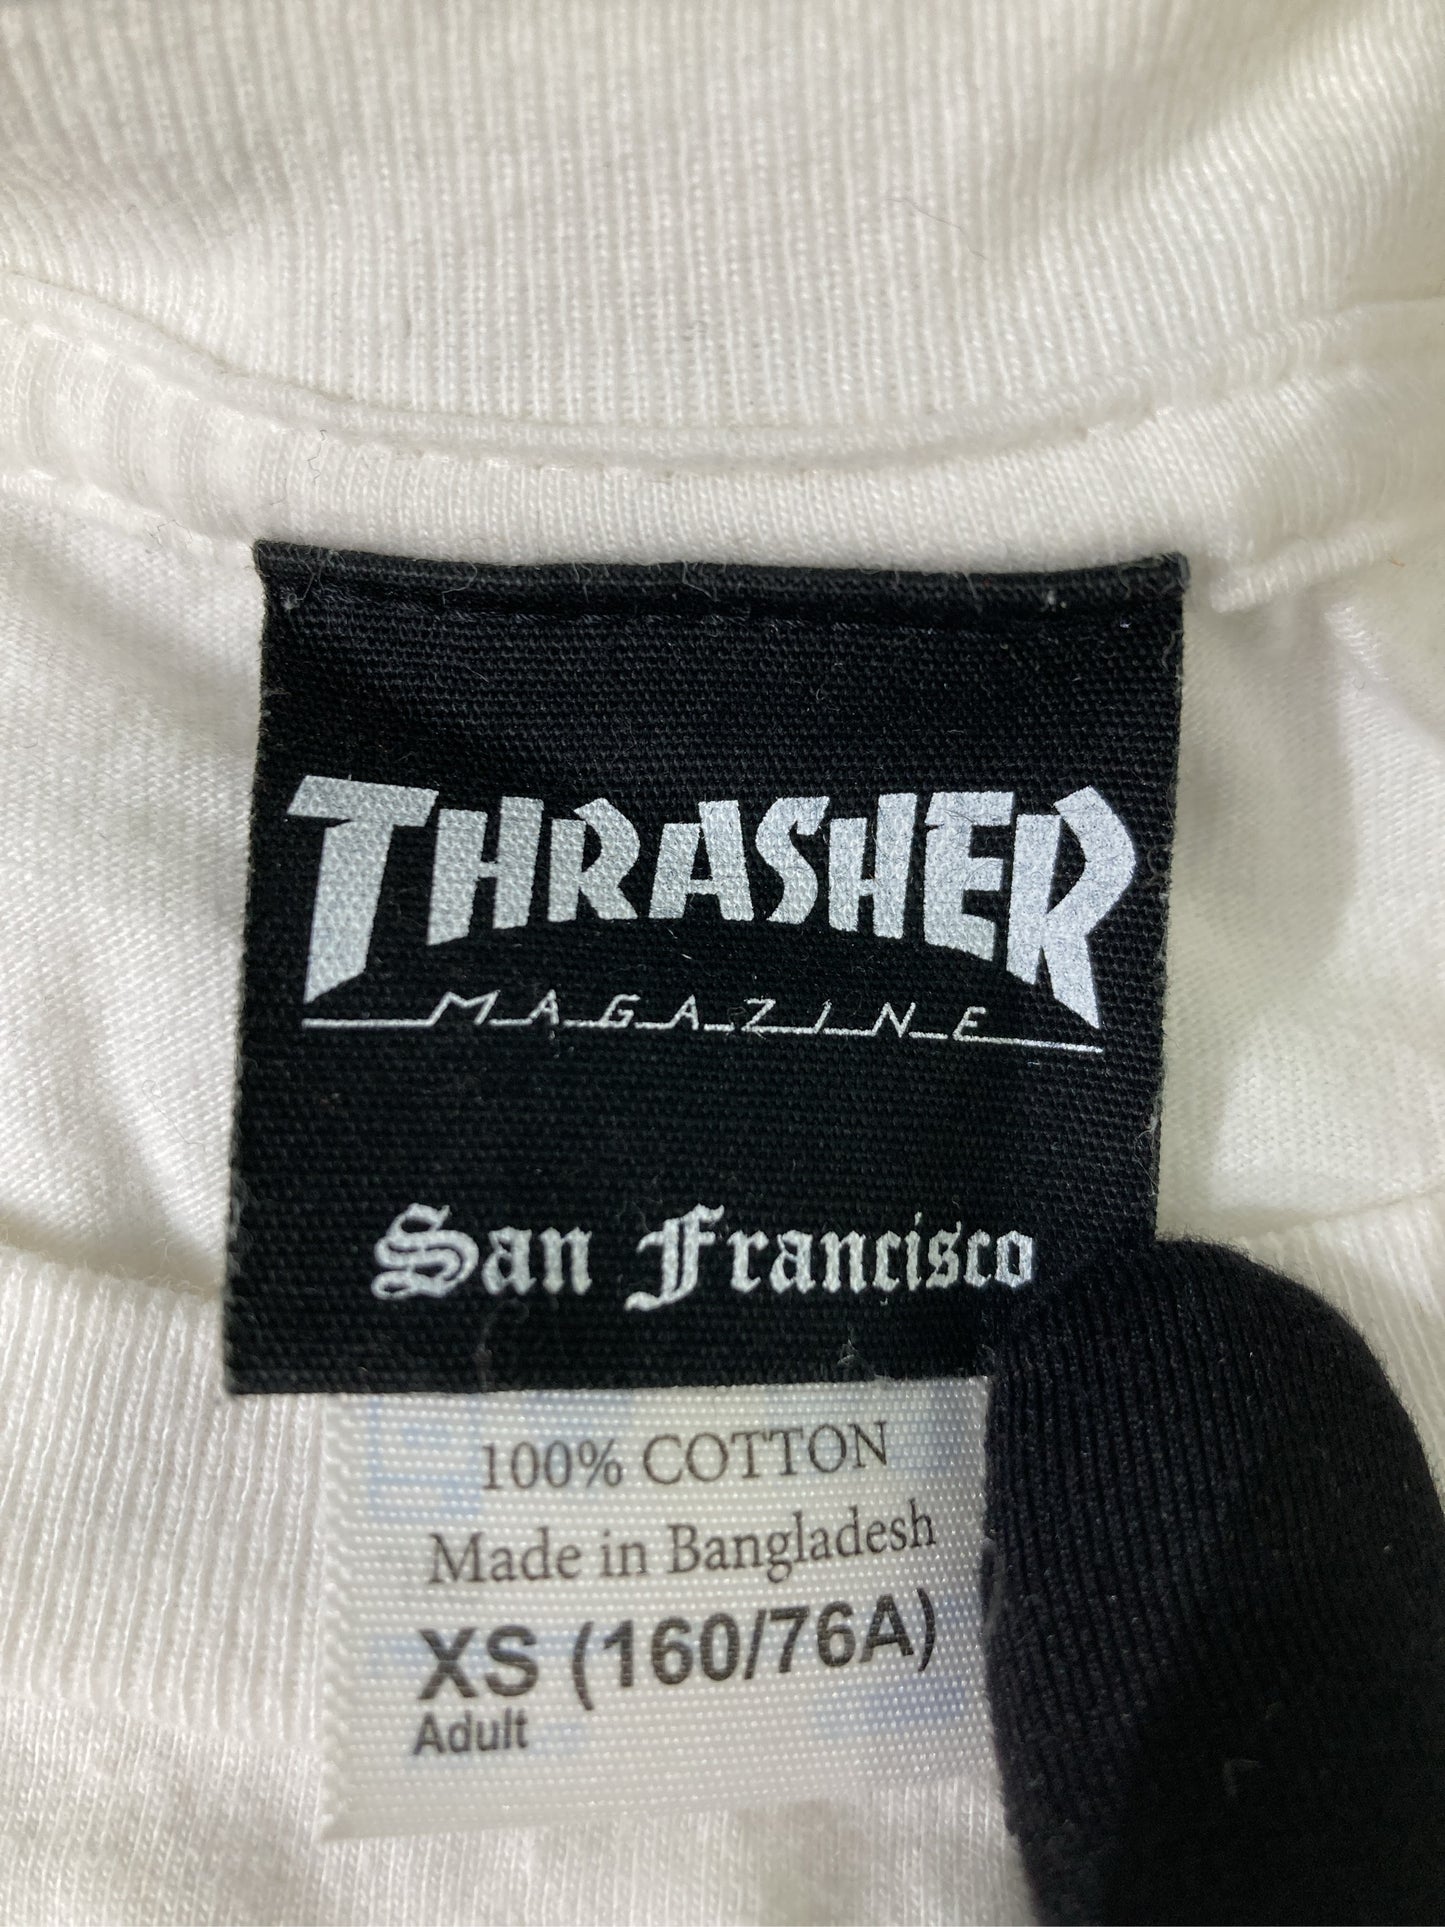 THRASHER
MAGAZINE
San Francisco
100% COTTON
Made in Bangladesh
XS (160/76A)
Adult